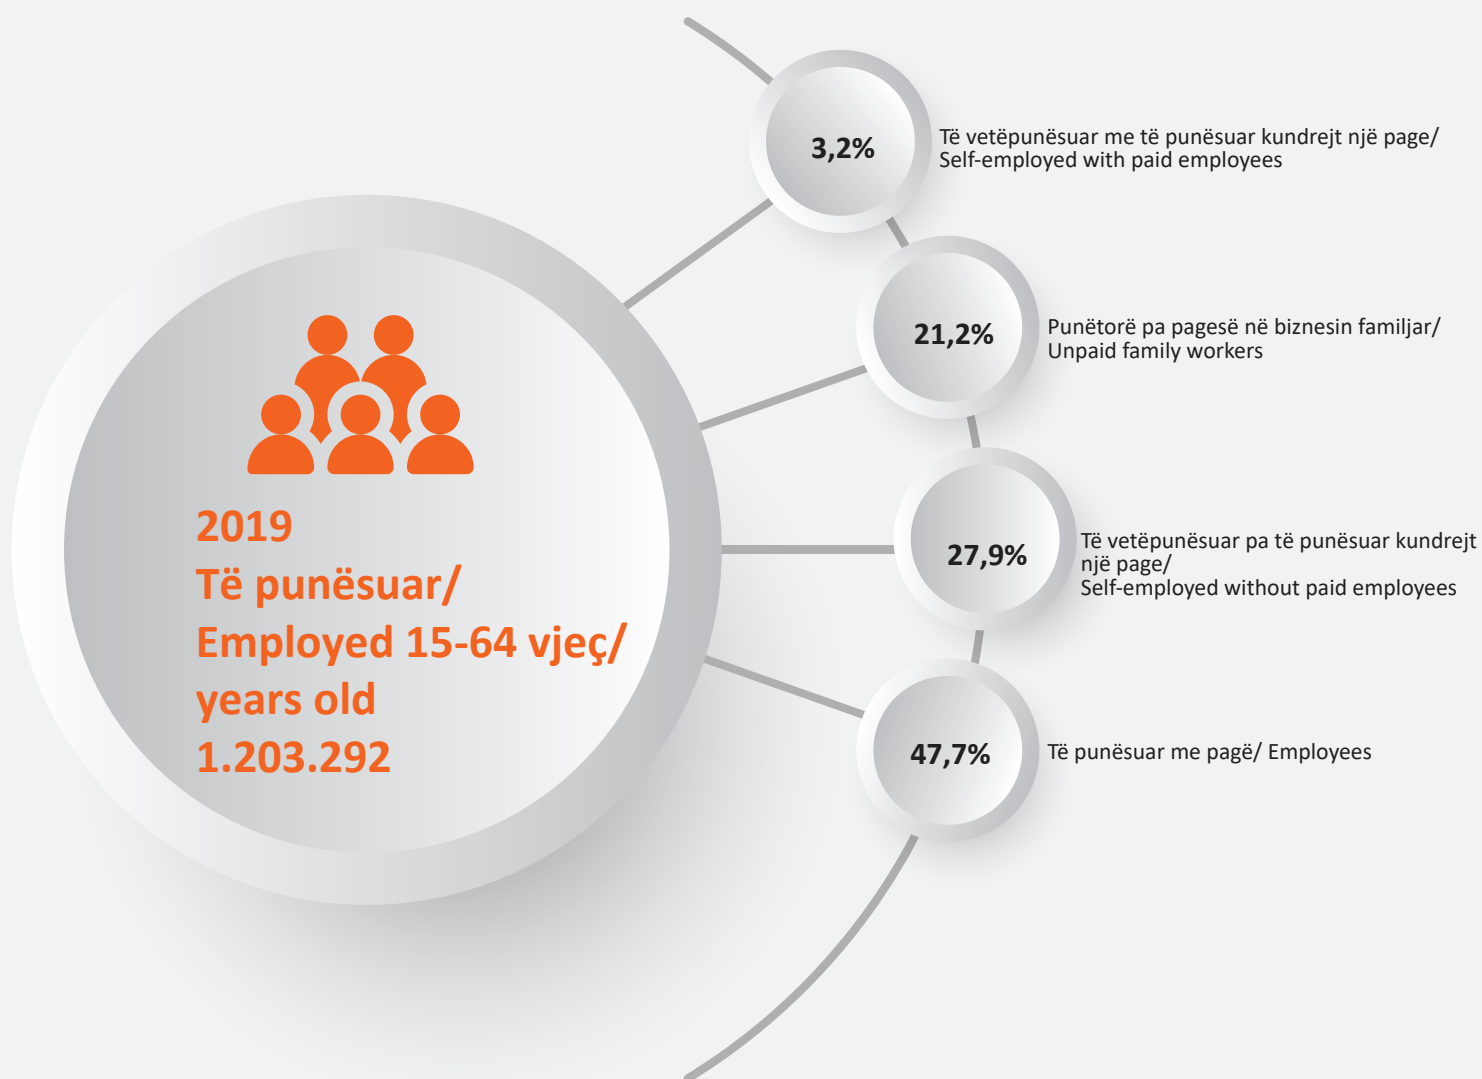 3,2%
Të vetëpunësuar me të punësuar kundrejt një page/
Self-employed with paid employees
21,2%
Punëtorë pa pagesë në biznesin familjar/
Unpaid family workers
2019
Të punësuar/
Employed 15-64 vjeç/
years old
1.203.292
27,9%
Të vetëpunësuar pa të punësuar kundrejt
një page/
Self-employed without paid employees
47,7%
Të punësuar me pagë/ Employees